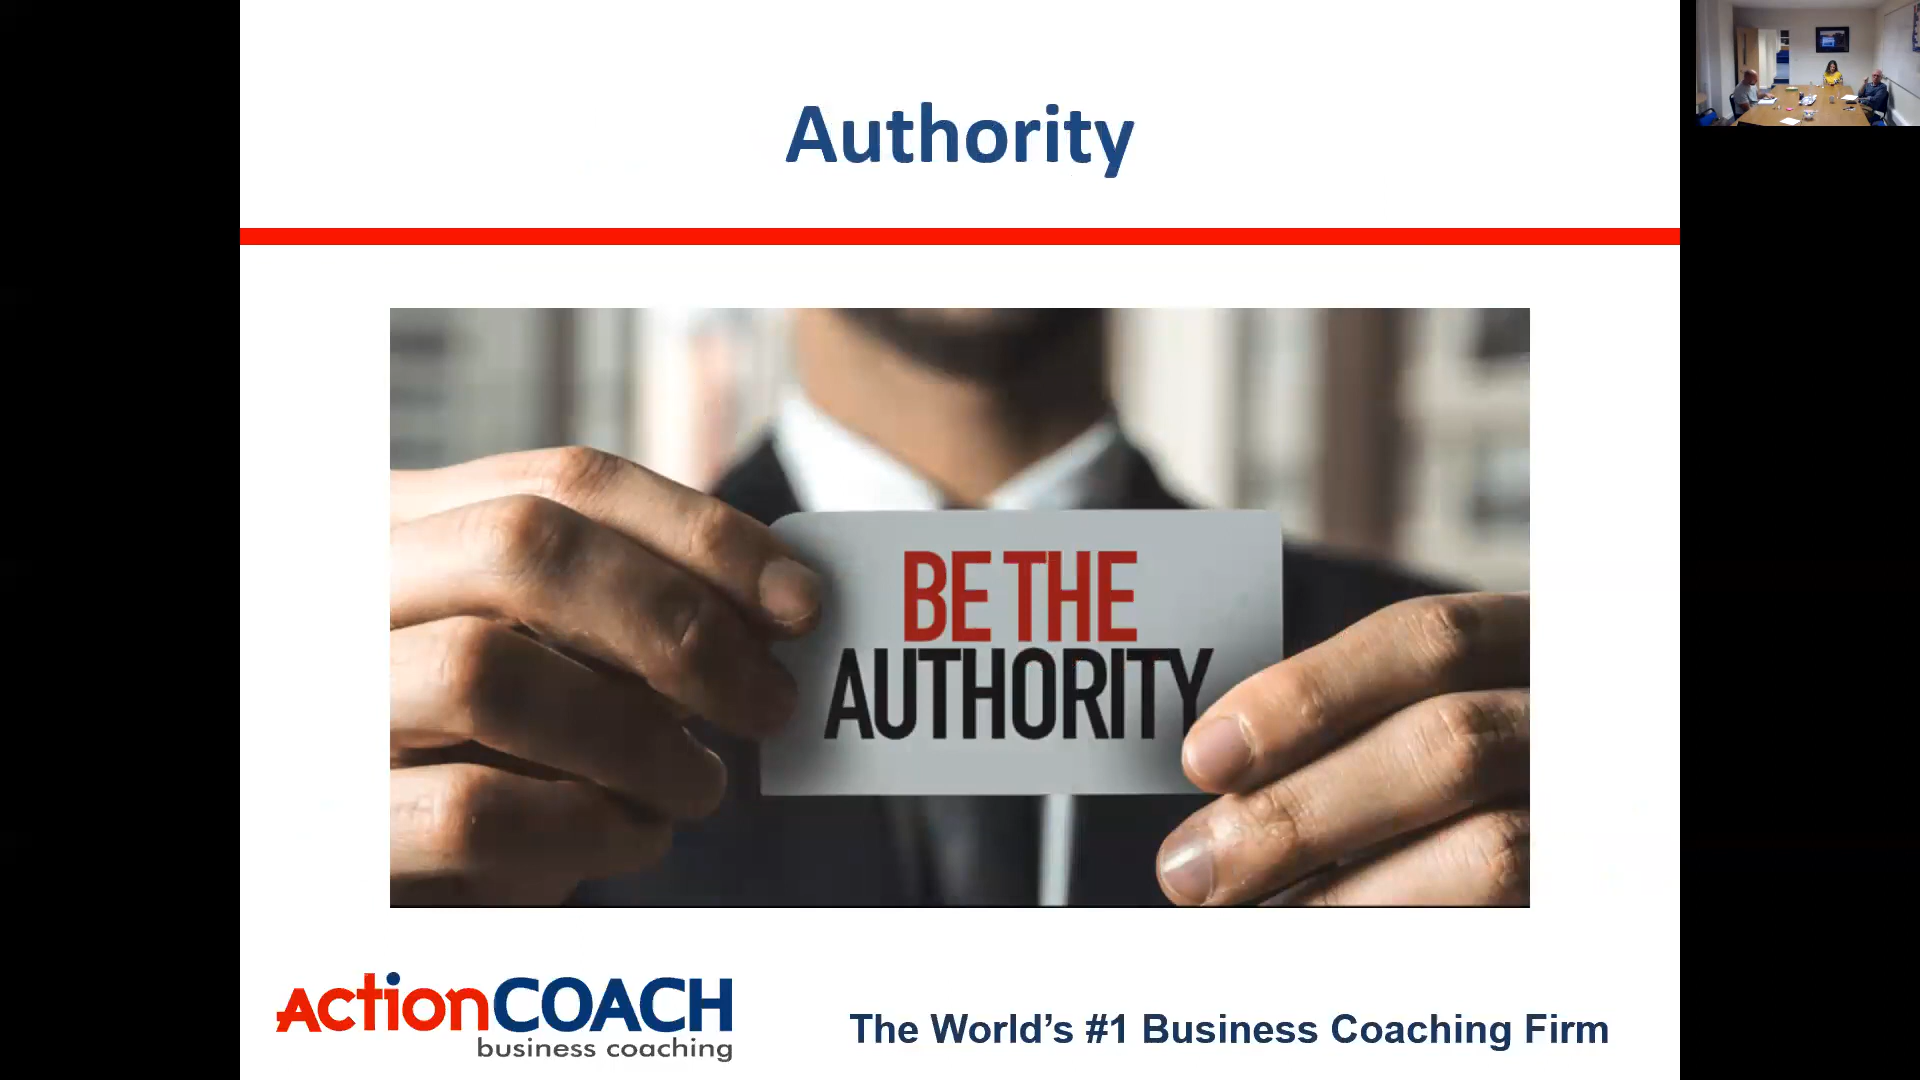 Authority
BE THE
AUTHORITY
ActionCOACH
business coaching
The World's #1 Business Coaching Firm